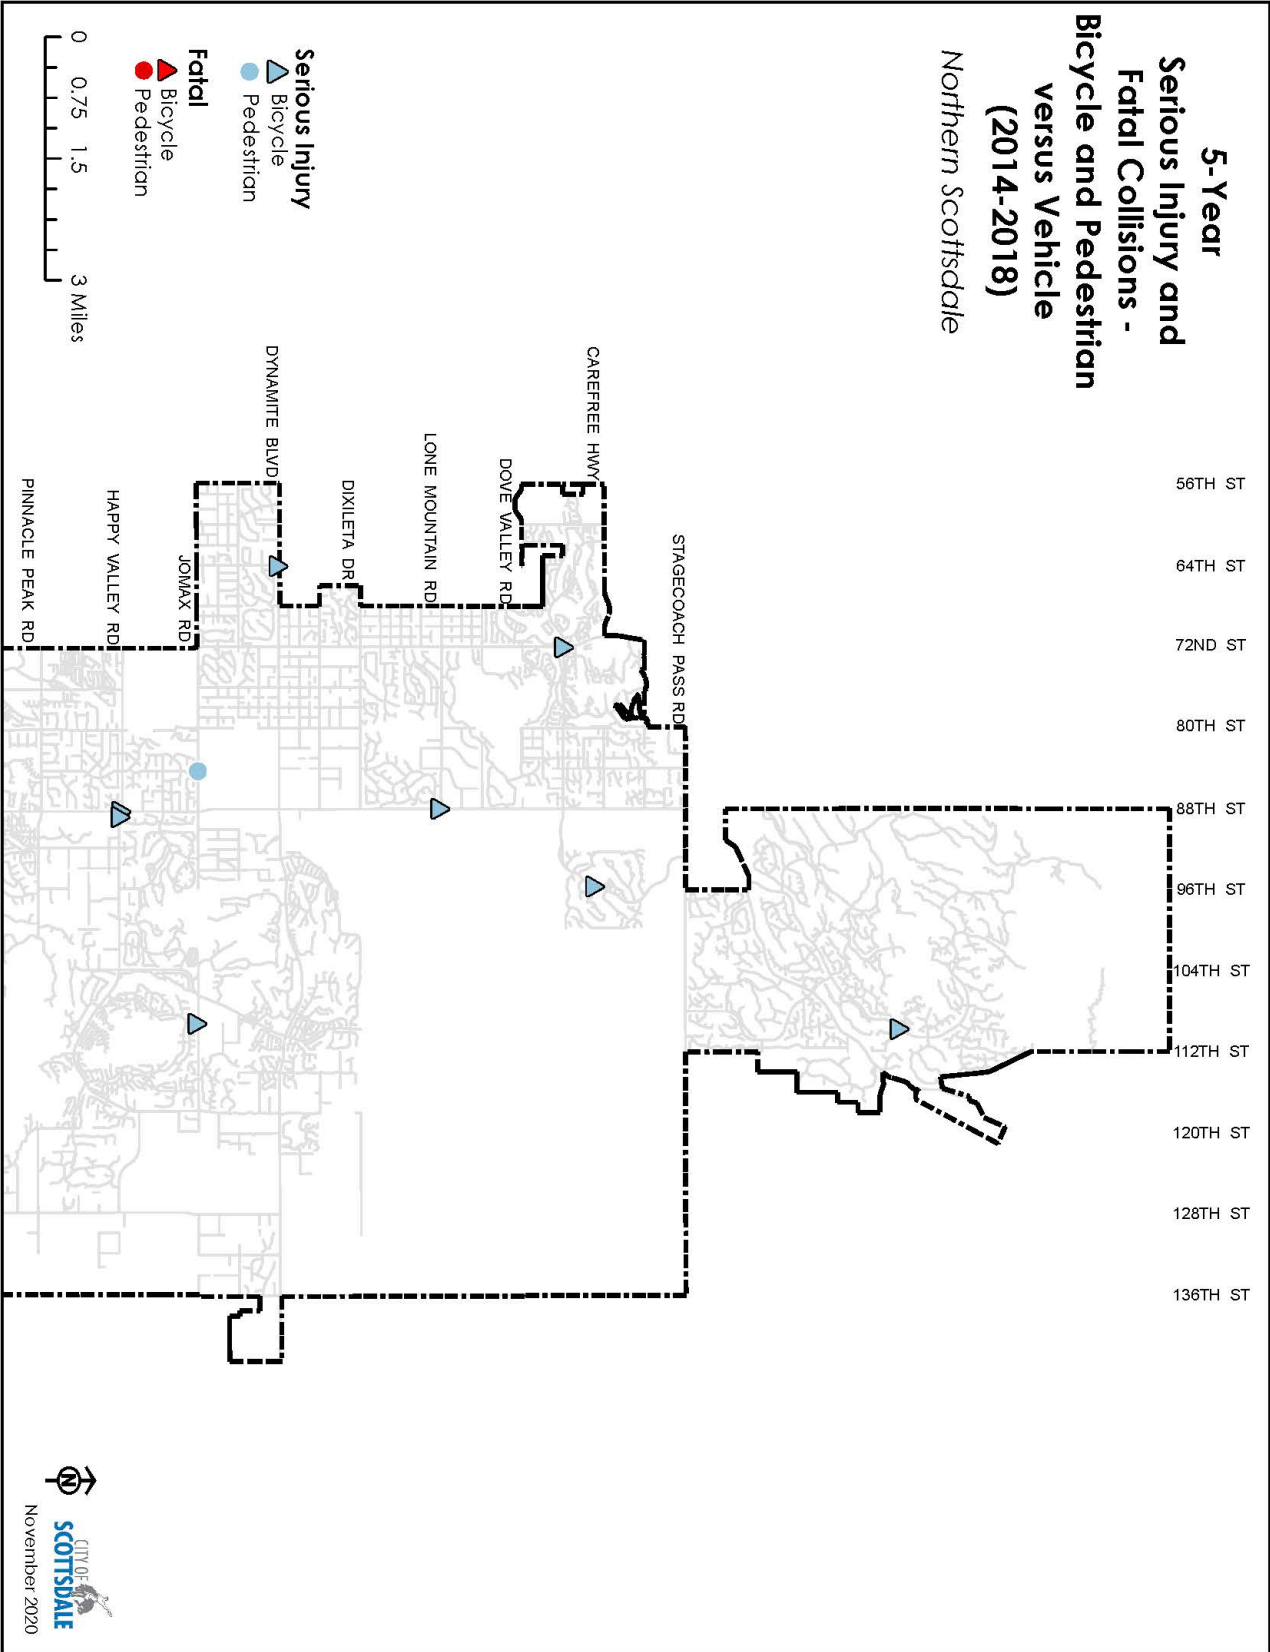 5-Year
Serious Injury and
Fatal Collisions -
Bicycle and Pedestrian
versus Vehicle
(2014-2018)
Northern Scottsdale
56TH ST
64TH ST
72ND ST
80TH ST
88TH ST
96TH ST
104TH ST
112TH ST
120TH ST
128TH ST
136TH ST
STAGECOACH PASS RD
CAREFREE HWY
DOVE VALLEY RD
LONE MOUNTAIN RD
DIXILETA DR
DYNAMITE BLVD
JOMAX RD
HAPPY VALLEY RD
PINNACLE PEAK RD
Serious Injury
Bicycle
Pedestrian
Fatal
Bicycle
Pedestrian
0 0.75 1.5 3 Miles
N
CITY OF
SCOTTSDALE
November 2020